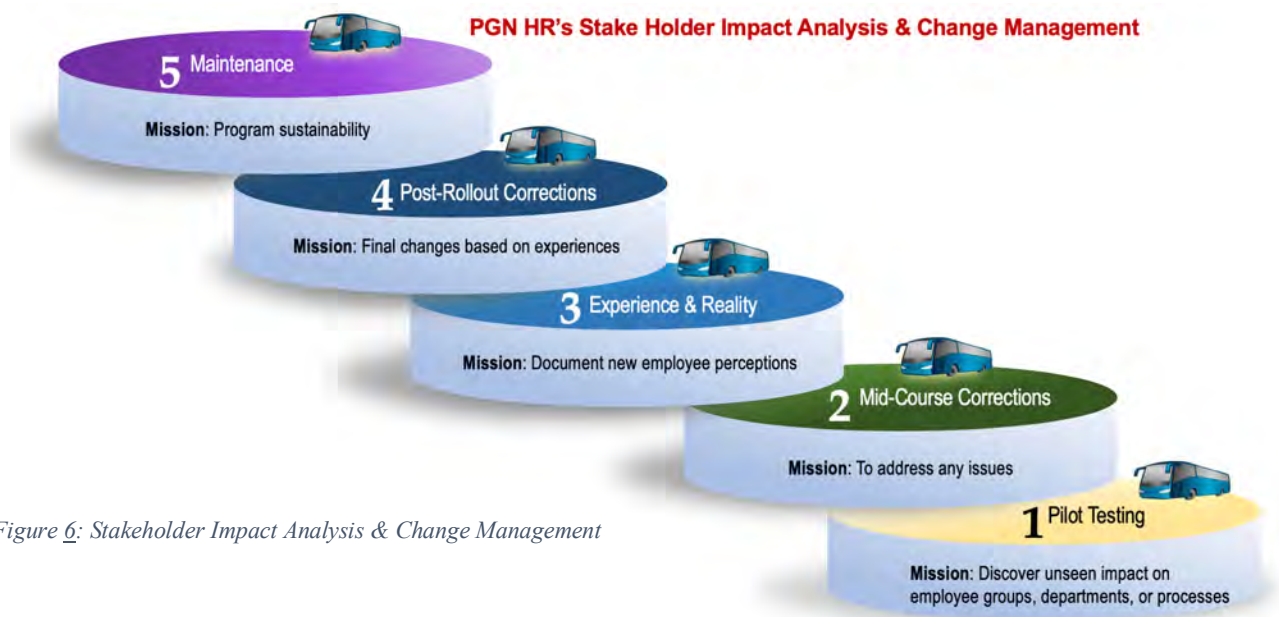 PGN HR's Stake Holder Impact Analysis & Change Management
5 Maintenance
Mission: Program sustainability
4 Post-Rollout Corrections
Mission: Final changes based on experiences
3 Experience & Reality
Mission: Document new employee perceptions
2 Mid-Course Corrections
Mission: To address any issues
1 Pilot Testing
Mission: Discover unseen impact on
employee groups, departments, or processes
Figure 6: Stakeholder Impact Analysis & Change Management